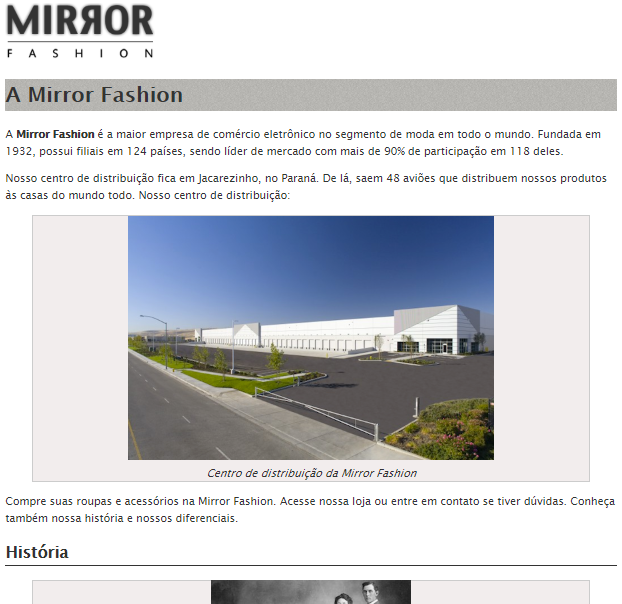 MIRROR
FASHION
A Mirror Fashion
A Mirror Fashion é a maior empresa de comércio eletrônico no segmento de moda em todo o mundo. Fundada em
1932, possui filiais em 124 países, sendo líder de mercado com mais de 90% de participação em 118 deles.
Nosso centro de distribuição fica em Jacarezinho, no Paraná. De lá, saem 48 aviões que distribuem nossos produtos
às casas do mundo todo. Nosso centro de distribuição:
Centro de distribuição da Mirror Fashion
Compre suas roupas e acessórios na Mirror Fashion. Acesse nossa loja ou entre em contato se tiver dúvidas. Conheça
também nossa história e nossos diferenciais.
História